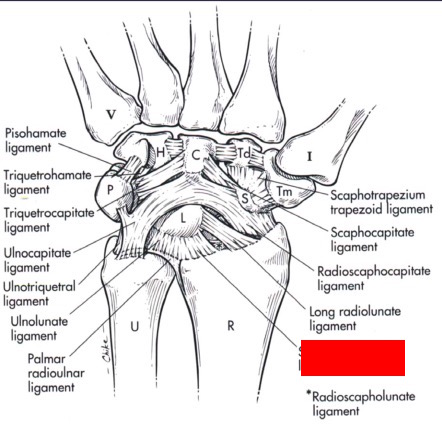 V
I
H
C
Td
P
S
Tm
L
U
R
Pisohamate
ligament
Triquetrohamate
ligament
Triquetrocapitate
ligament
Ulnocapitate
ligament
Ulnotriquetral
ligament
Ulnolunate
ligament
Palmar
radioulnar
ligament
Scaphotrapezium
trapezoid ligament
Scaphocapitate
ligament
Radioscaphocapitate
ligament
Long radiolunate
ligament
*Radioscapholunate
ligament
*